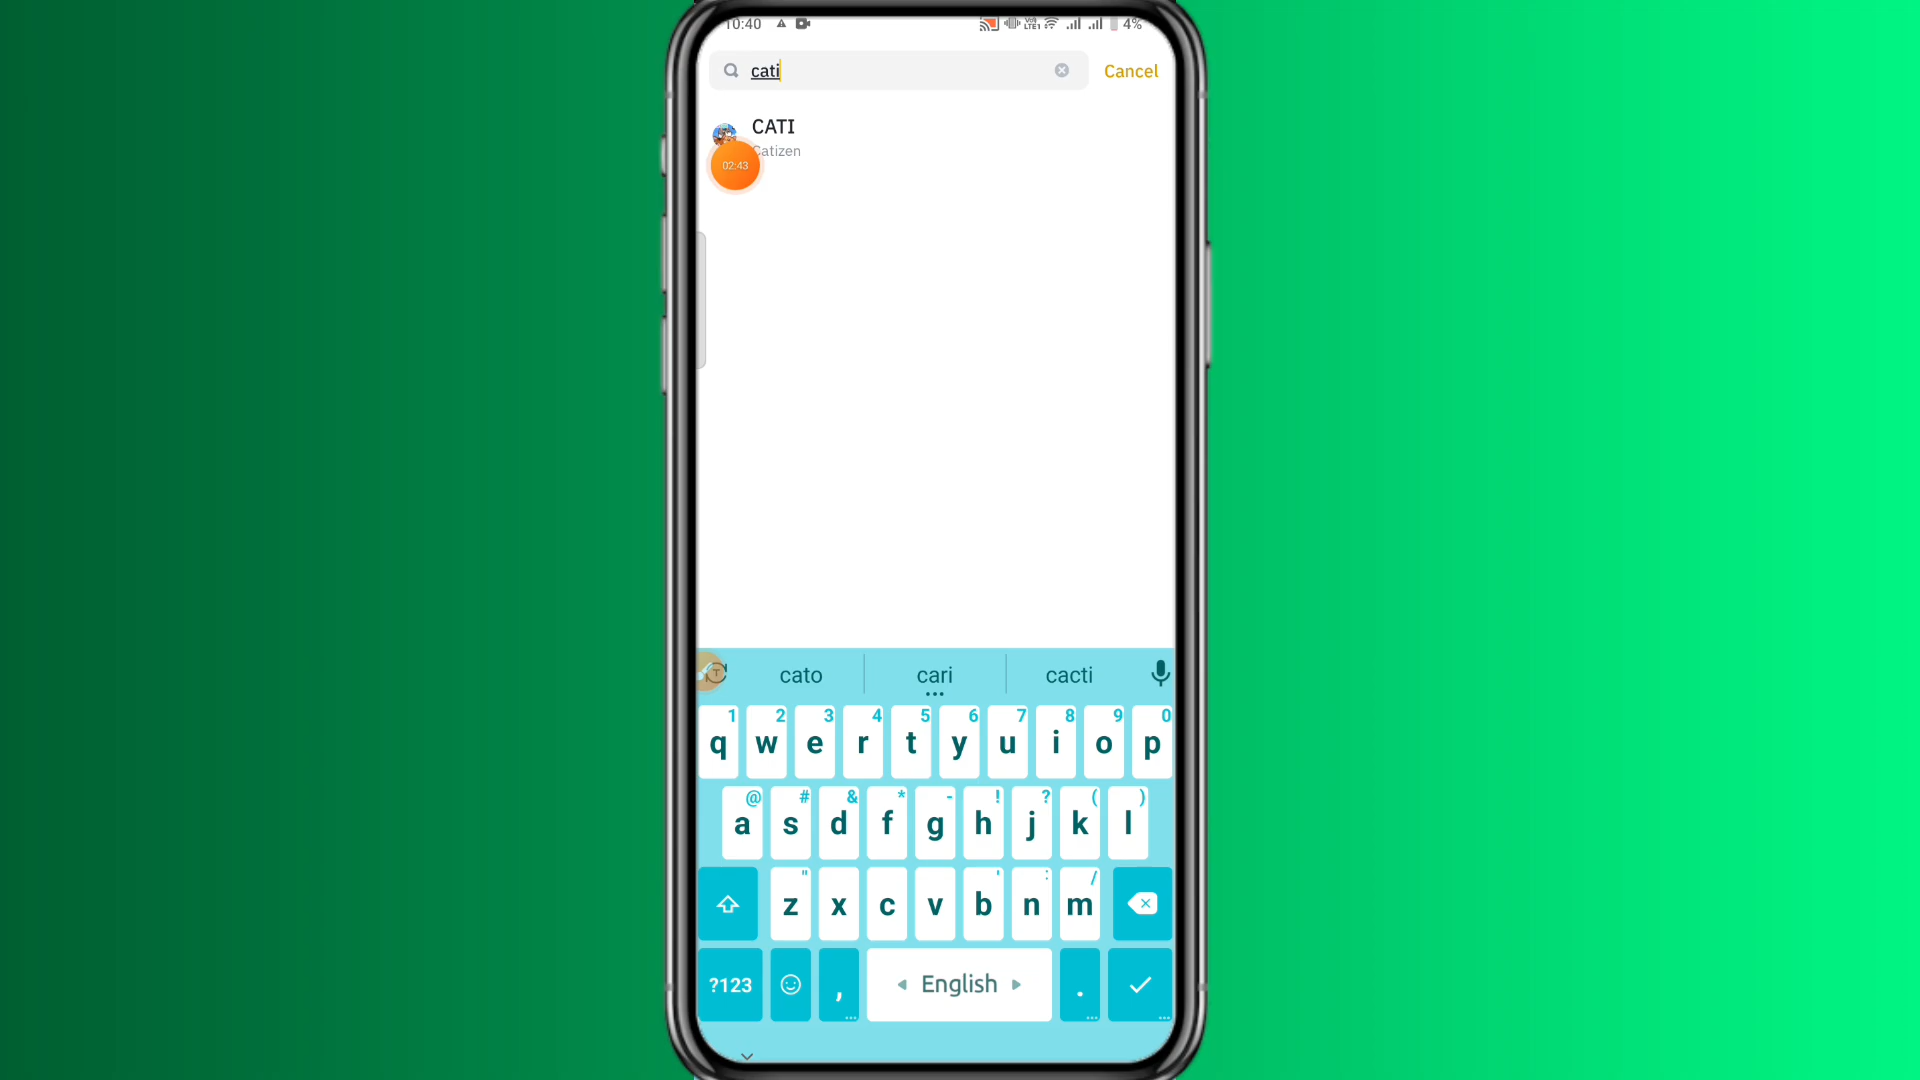 10:40 4%
cati Cancel
CATI
Catizen
02:43
cato cari cacti
1 2 3 4 5 6 7 8 9 0
q w e r t y u i o p
@ # & * - ! ? ( )
a s d f g h j k l
" ' : /
z x c v b n m
?123 , English .